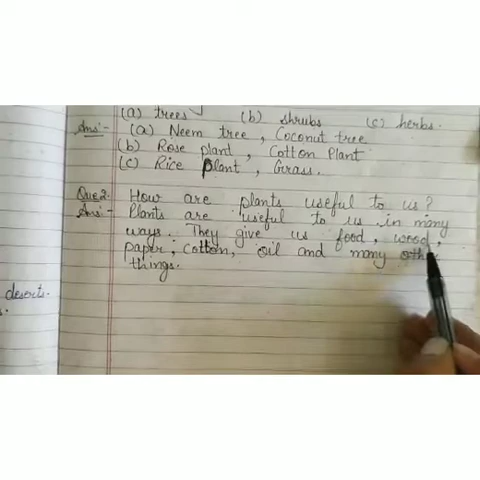 (a) trees (b) shrubs (c) herbs.
Ans:- (a) Neem tree, Coconut tree
(b) Rose plant, Cotton Plant
(c) Rice Plant, Grass.
Que2. How are plants useful to us?
Ans:- Plants are useful to us in many
ways. They give us food, wood,
paper, cotton, oil and many other
things.
deserts
s.